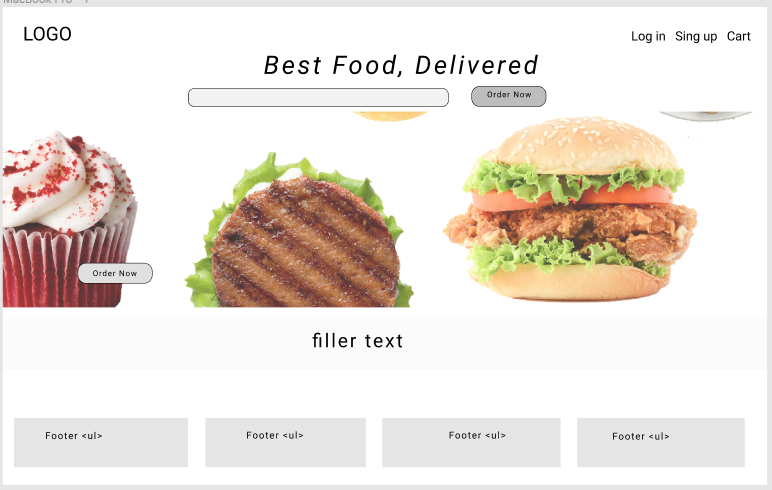 MacBook Pro - 1
LOGO
Log in Sing up Cart
Best Food, Delivered
Order Now
Order Now
filler text
Footer <ul>
Footer <ul>
Footer <ul>
Footer <ul>